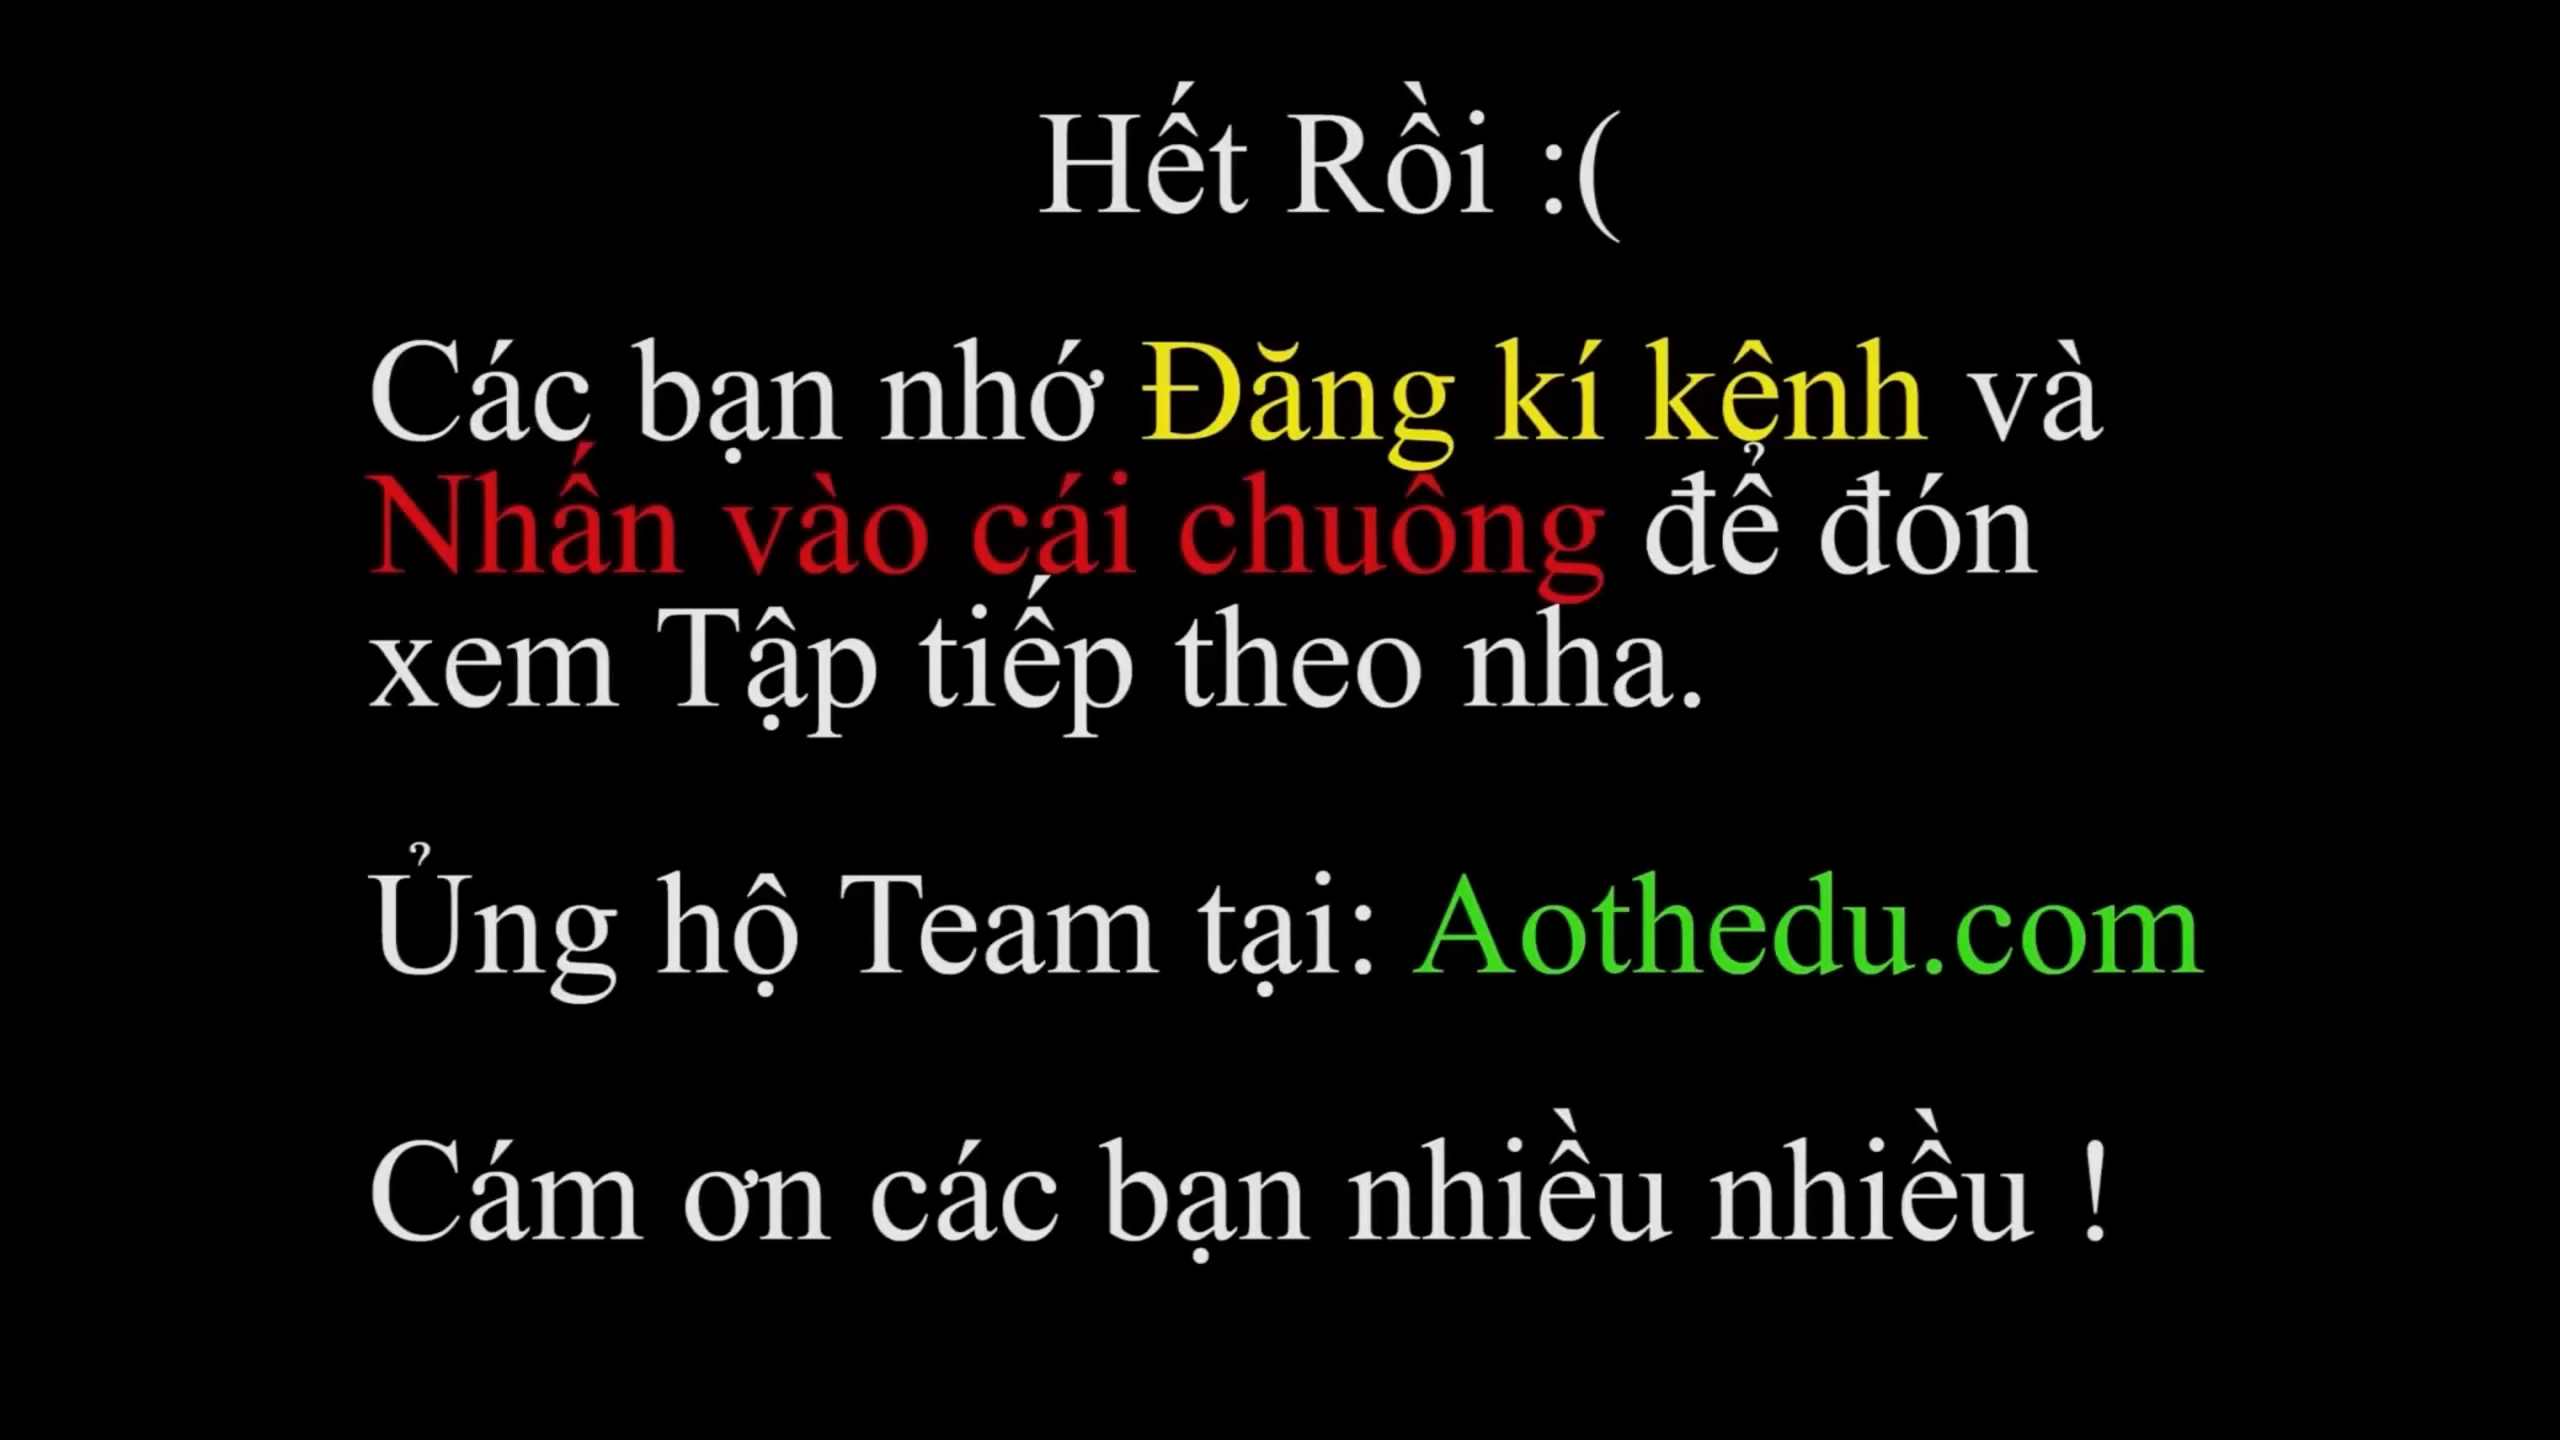 Hết Rồi :(
Các bạn nhớ Đăng kí kênh và
Nhấn vào cái chuông để đón
xem Tập tiếp theo nha.
Ủng hộ Team tại: Aothedu.com
Cám ơn các bạn nhiều nhiều !